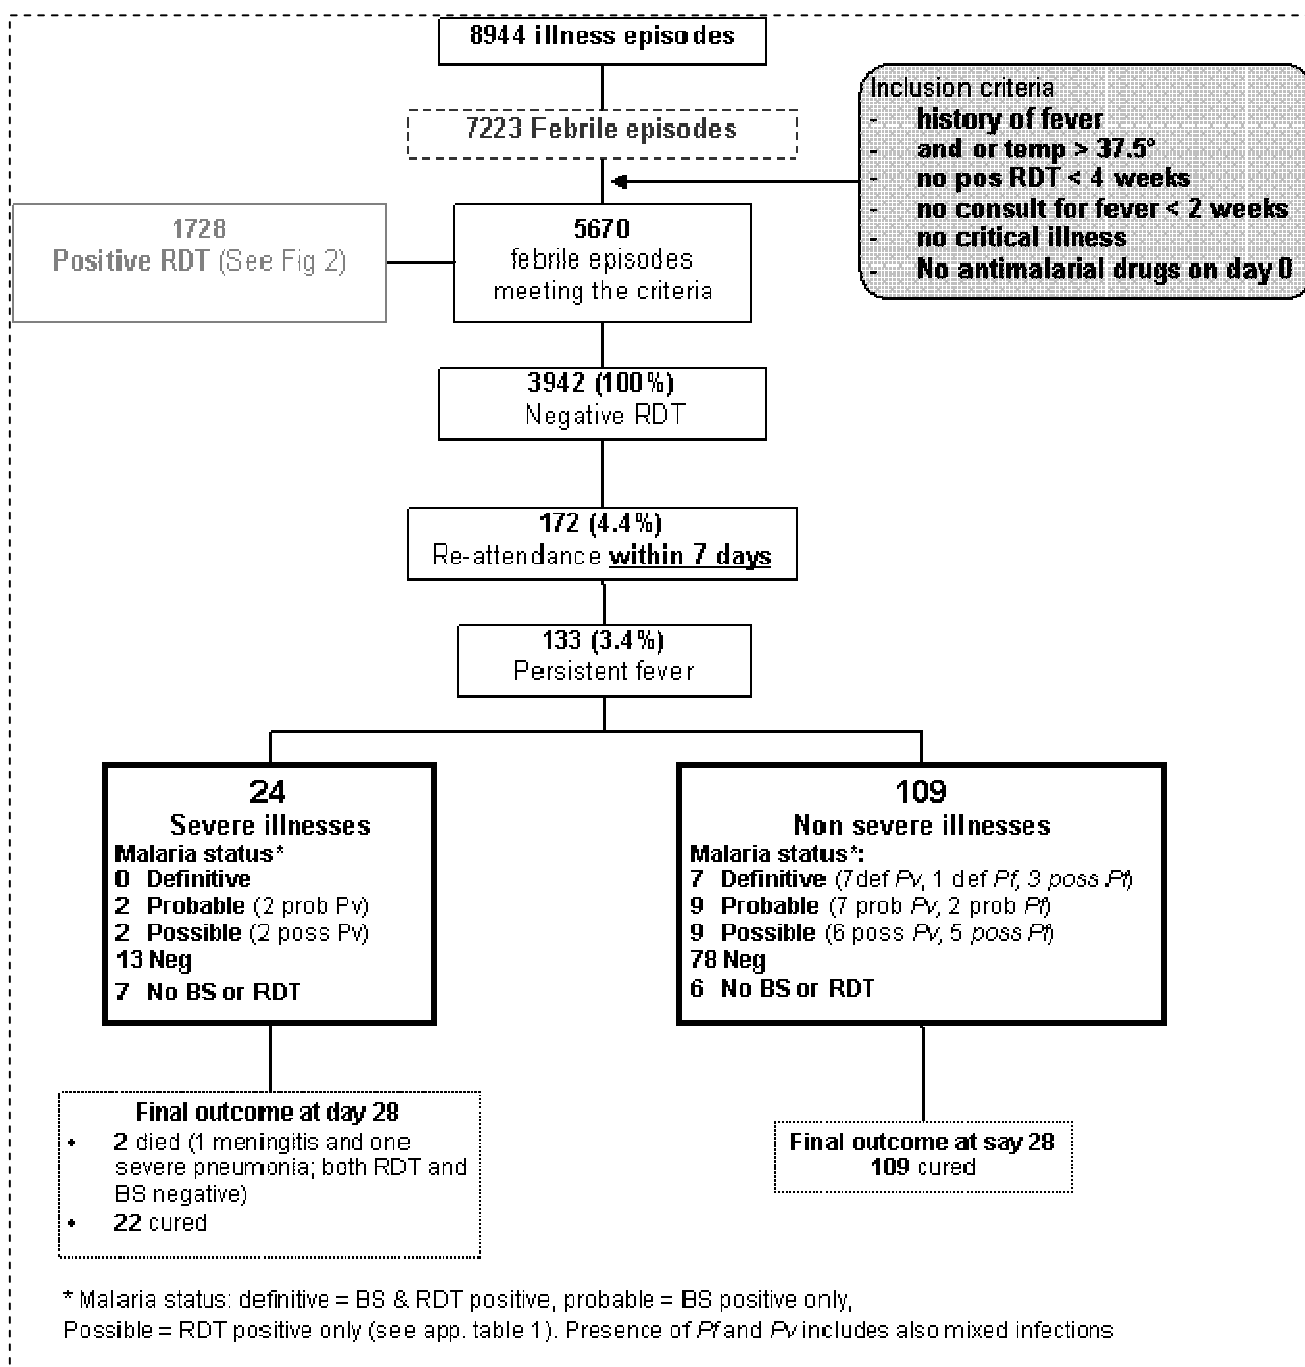 8944 illness episodes
7223 Febrile episodes
Inclusion criteria
- history of fever
- and or temp > 37.5°
- no pos RDT < 4 weeks
- no consult for fever < 2 weeks
- no critical illness
- No antimalarial drugs on day 0
1728
Positive RDT (See Fig 2)
5670
febrile episodes
meeting the criteria
3942 (100%)
Negative RDT
172 (4.4%)
Re-attendance within 7 days
133 (3.4%)
Persistent fever
24
Severe illnesses
Malaria status*
0 Definitive
2 Probable (2 prob Pv)
2 Possible (2 poss Pv)
13 Neg
7 No BS or RDT
109
Non severe illnesses
Malaria status*:
7 Definitive (7def Pv, 1 def Pf, 3 poss Pf)
9 Probable (7 prob Pv, 2 prob Pf)
9 Possible (6 poss Pv, 5 poss Pf)
78 Neg
6 No BS or RDT
Final outcome at day 28
• 2 died (1 meningitis and one
severe pneumonia; both RDT and
BS negative)
• 22 cured
Final outcome at say 28
109 cured
* Malaria status: definitive = BS & RDT positive, probable = BS positive only,
Possible = RDT positive only (see app. table 1). Presence of Pf and Pv includes also mixed infections